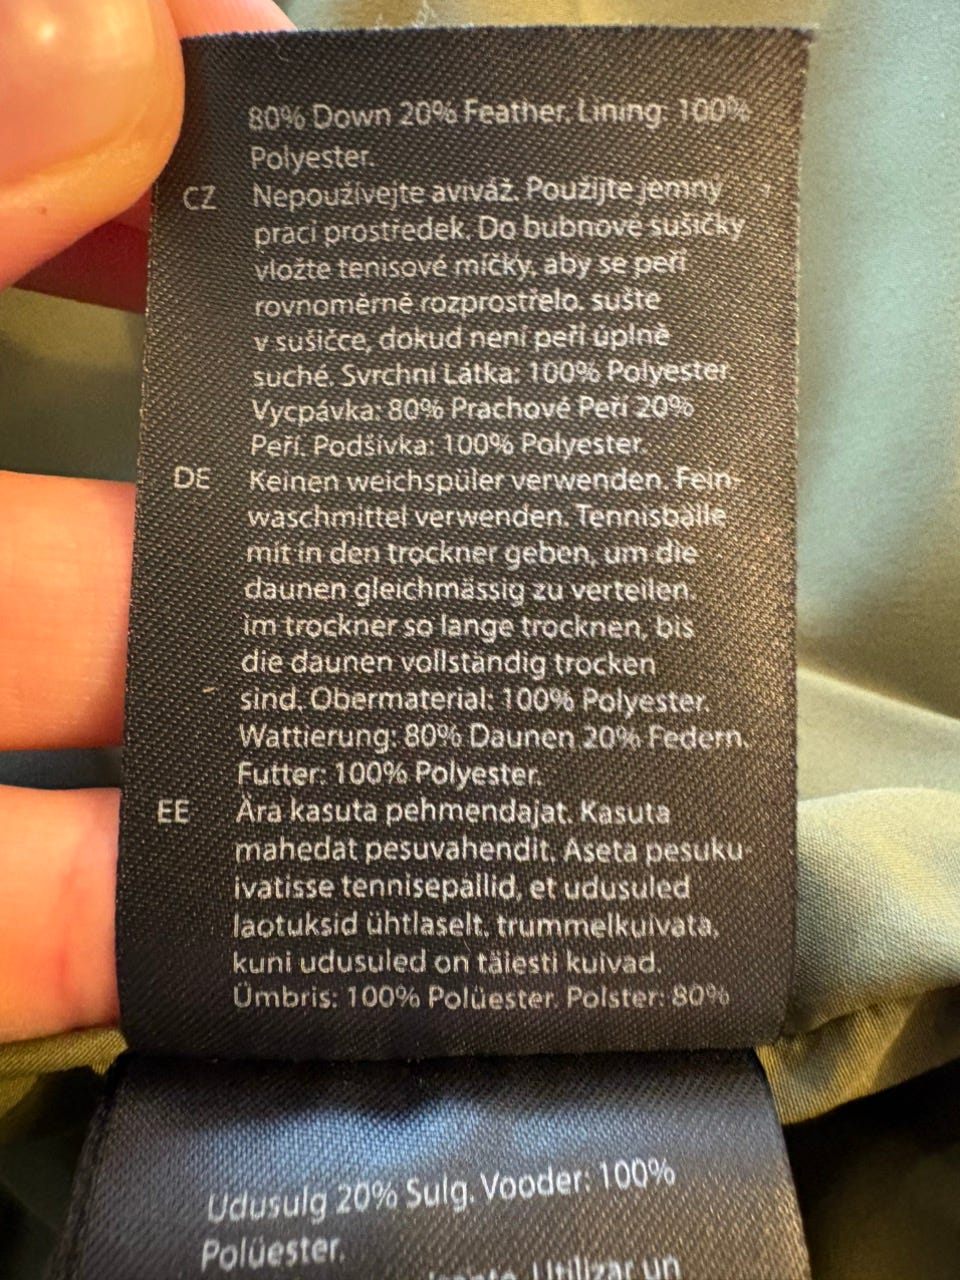 80% Down 20% Feather. Lining: 100%
Polyester.
CZ Nepoužívejte aviváž. Použijte jemný
prací prostředek. Do bubnové sušičky
vložte tenisové míčky, aby se peří
rovnoměrně rozprostřelo. sušte
v sušičce, dokud není peří úplně
suché. Svrchní Látka: 100% Polyester
Vycpávka: 80% Prachové Peří 20%
Peří. Podšívka: 100% Polyester.
DE Keinen weichspüler verwenden. Fein-
waschmittel verwenden. Tennisbälle
mit in den trockner geben, um die
daunen gleichmässig zu verteilen.
im trockner so lange trocknen, bis
die daunen vollständig trocken
sind. Obermaterial: 100% Polyester.
Wattierung: 80% Daunen 20% Federn.
Futter: 100% Polyester.
EE Ära kasuta pehmendajat. Kasuta
mahedat pesuvahendit. Aseta pesuku-
ivatisse tennisepallid, et udusuled
laotuksid ühtlaselt. trummelkuivata,
kuni udusuled on täiesti kuivad.
Ümbris: 100% Polüester. Polster: 80%
Udusulg 20% Sulg. Vooder: 100%
Polüester.
Utilizar un